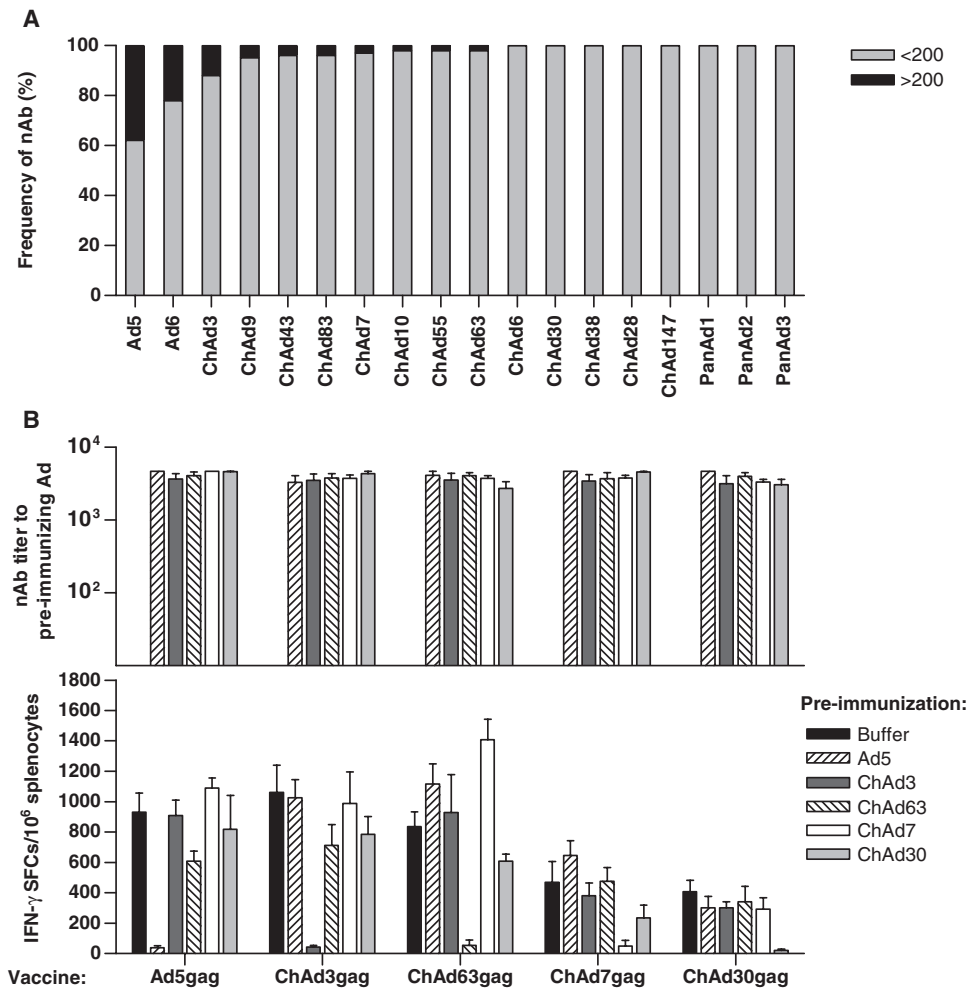 A
Frequency of nAb (%)
100
80
60
40
20
0
<200
>200
Ad5
Ad6
ChAd3
ChAd9
ChAd43
ChAd83
ChAd7
ChAd10
ChAd55
ChAd63
ChAd6
ChAd30
ChAd38
ChAd28
ChAd147
PanAd1
PanAd2
PanAd3
B
nAb titer to
pre-immunizing Ad
10⁴
10³
10²
IFN-γ SFCs/10⁶ splenocytes
1800
1600
1400
1200
1000
800
600
400
200
0
Pre-immunization:
Buffer
Ad5
ChAd3
ChAd63
ChAd7
ChAd30
Vaccine: Ad5gag ChAd3gag ChAd63gag ChAd7gag ChAd30gag